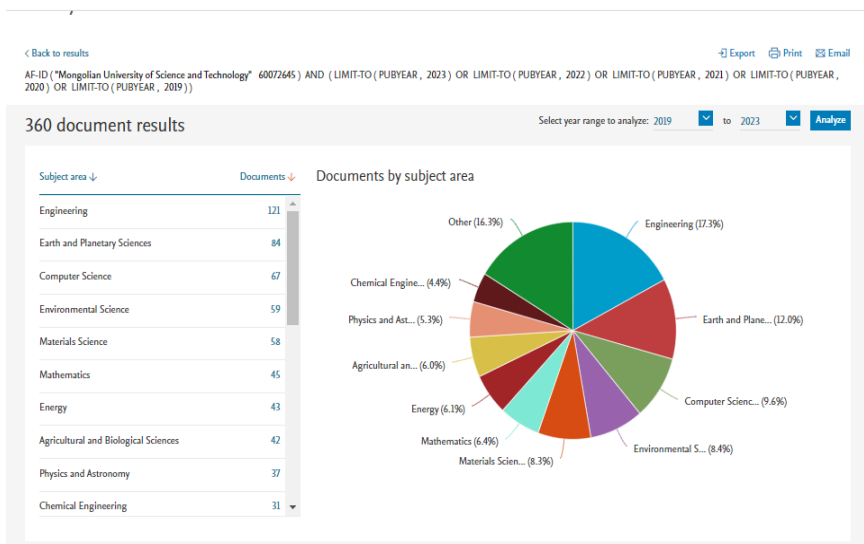 < Back to results
Export Print Email
AF-ID ( "Mongolian University of Science and Technology" 60072645 ) AND ( LIMIT-TO ( PUBYEAR , 2023 ) OR LIMIT-TO ( PUBYEAR , 2022 ) OR LIMIT-TO ( PUBYEAR , 2021 ) OR LIMIT-TO ( PUBYEAR ,
2020 ) OR LIMIT-TO ( PUBYEAR , 2019 ) )
360 document results
Select year range to analyze: 2019 to 2023 Analyze
Subject area ↓ Documents ↓
Engineering 121
Earth and Planetary Sciences 84
Computer Science 67
Environmental Science 59
Materials Science 58
Mathematics 45
Energy 43
Agricultural and Biological Sciences 42
Physics and Astronomy 37
Chemical Engineering 31
Documents by subject area
Other (16.3%)
Engineering (17.3%)
Chemical Engine... (4.4%)
Physics and Ast... (5.3%)
Earth and Plane... (12.0%)
Agricultural an... (6.0%)
Computer Scienc... (9.6%)
Energy (6.1%)
Mathematics (6.4%)
Environmental S... (8.4%)
Materials Scien... (8.3%)